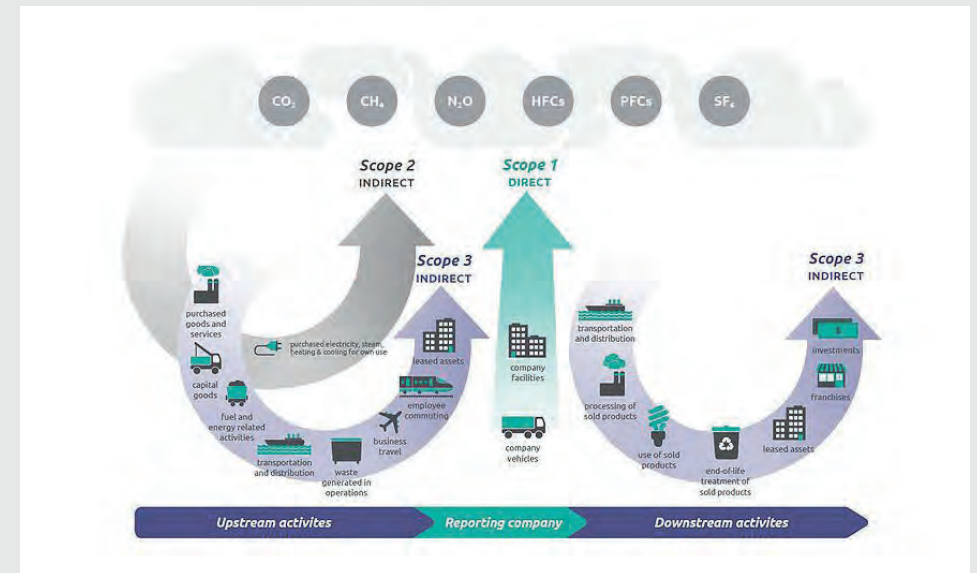 CO₂
CH₄
N₂O
HFCs
PFCs
SF₆
Scope 2
INDIRECT
Scope 1
DIRECT
Scope 3
INDIRECT
Scope 3
INDIRECT
purchased
goods and
services
capital
goods
fuel and
energy related
activities
transportation
and distribution
waste
generated in
operations
business
travel
employee
commuting
leased assets
purchased electricity, steam,
heating & cooling for own use
company
facilities
company
vehicles
transportation
and distribution
processing of
sold products
use of sold
products
end-of-life
treatment of
sold products
leased assets
franchises
investments
$
Upstream activites
Reporting company
Downstream activites